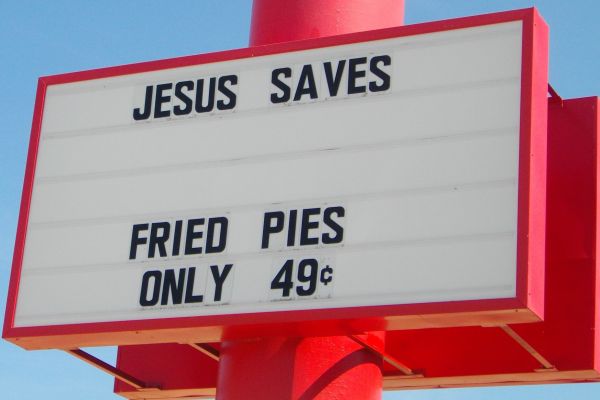 JESUS SAVES
FRIED PIES
ONLY 49¢